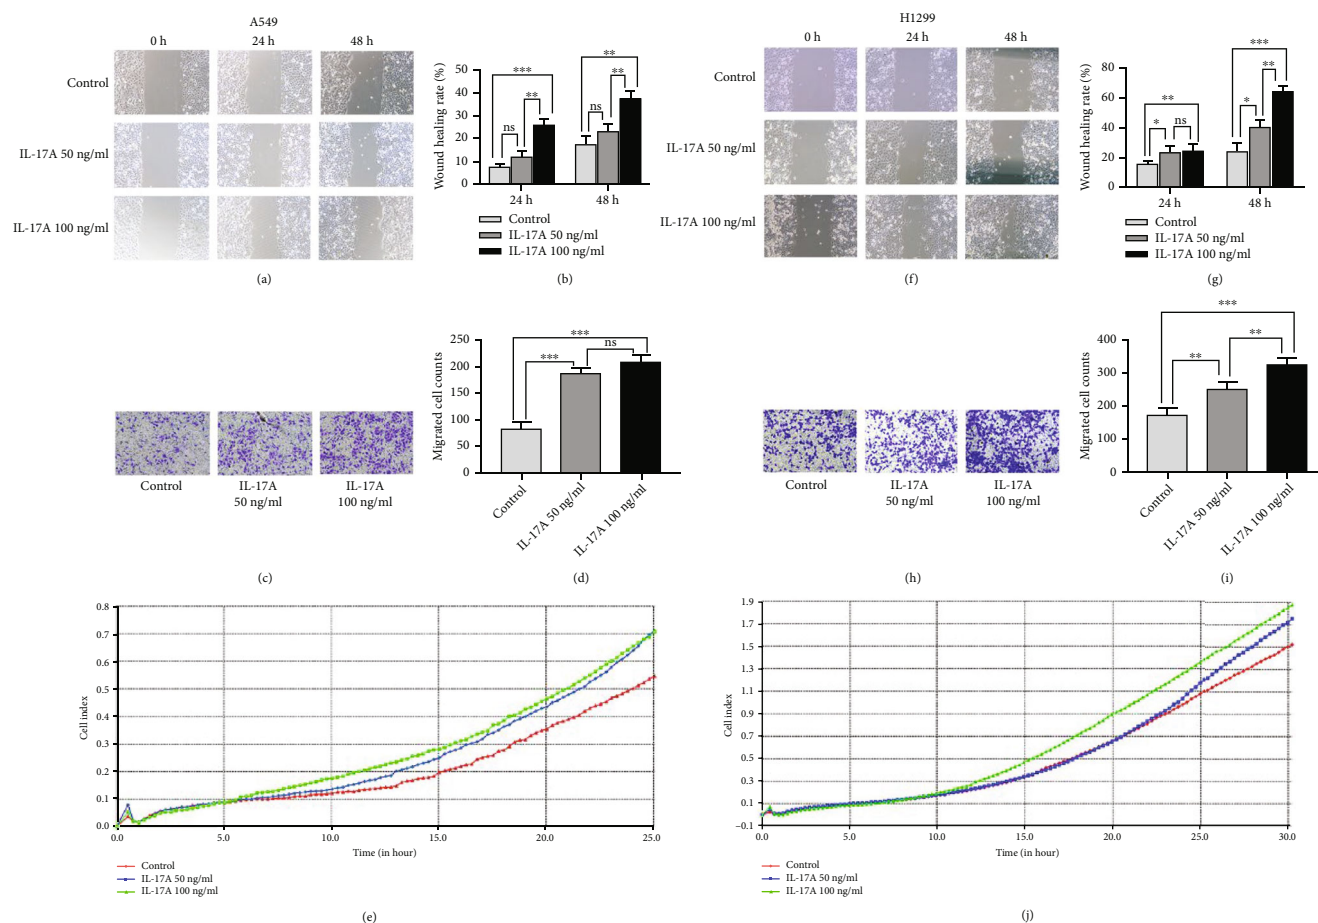 A549
0 h 24 h 48 h
Control
IL-17A 50 ng/ml
IL-17A 100 ng/ml
(a)
Wound healing rate (%)
50
40
30
20
10
0
*** ** ns ** ns **
24 h 48 h
Control
IL-17A 50 ng/ml
IL-17A 100 ng/ml
(b)
H1299
0 h 24 h 48 h
Control
IL-17A 50 ng/ml
IL-17A 100 ng/ml
(f)
Wound healing rate (%)
80
60
40
20
0
** * ns *** * **
24 h 48 h
Control
IL-17A 50 ng/ml
IL-17A 100 ng/ml
(g)
Control
IL-17A
50 ng/ml
IL-17A
100 ng/ml
(c)
Migrated cell counts
250
200
150
100
50
0
***
*** ns
Control
IL-17A 50 ng/ml
IL-17A 100 ng/ml
(d)
Control
IL-17A
50 ng/ml
IL-17A
100 ng/ml
(h)
Migrated cell counts
400
300
200
100
0
***
** **
Control
IL-17A 50 ng/ml
IL-17A 100 ng/ml
(i)
Cell index
0.8
0.7
0.6
0.5
0.4
0.3
0.2
0.1
0.0
0.0 5.0 10.0 15.0 20.0 25.0
Time (in hour)
Control
IL-17A 50 ng/ml
IL-17A 100 ng/ml
(e)
Cell index
1.9
1.7
1.5
1.3
1.1
0.9
0.7
0.5
0.3
0.1
–0.1
0.0 5.0 10.0 15.0 20.0 25.0 30.0
Time (in hour)
Control
IL-17A 50 ng/ml
IL-17A 100 ng/ml
(j)